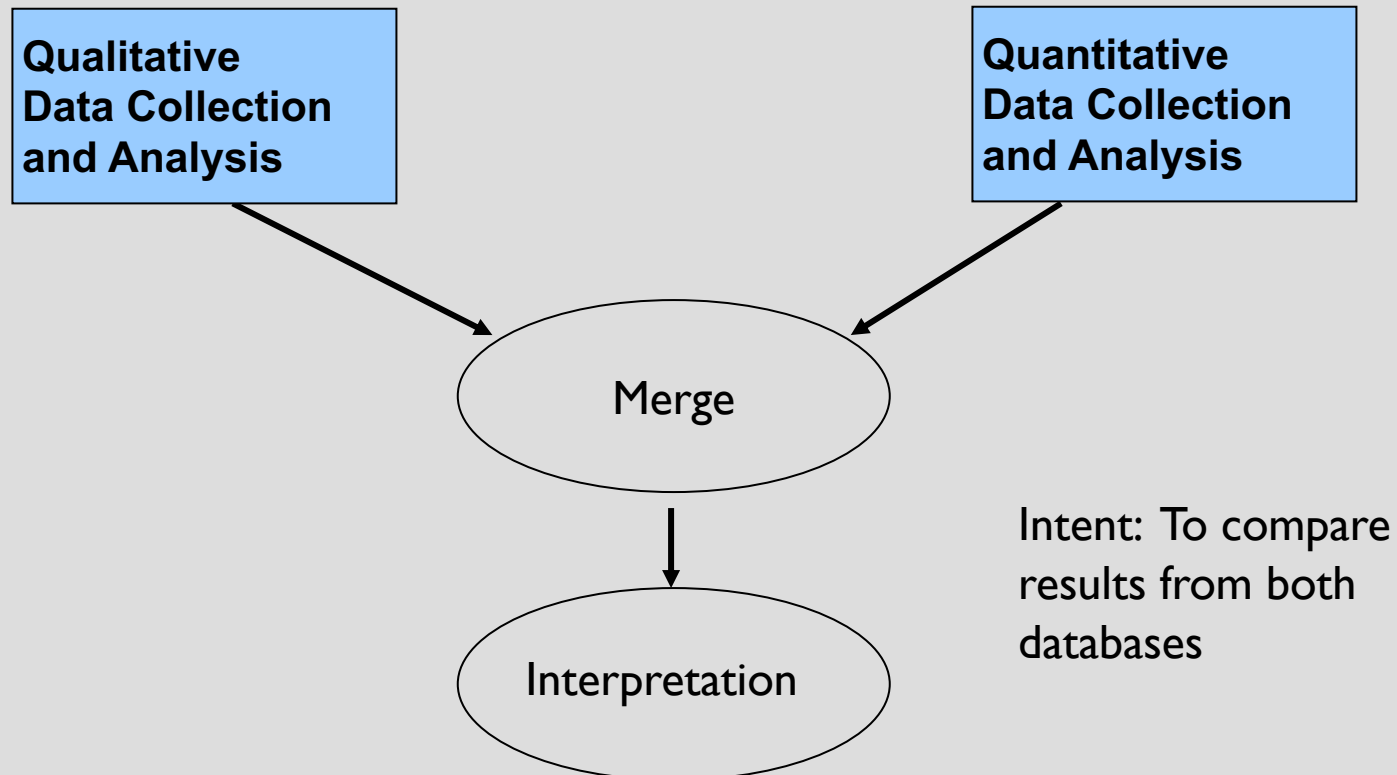 Qualitative
Data Collection
and Analysis
Quantitative
Data Collection
and Analysis
Merge
Intent: To compare
results from both
databases
Interpretation